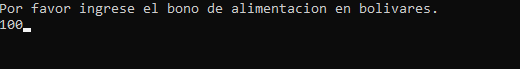 Por favor ingrese el bono de alimentacion en bolivares.
100